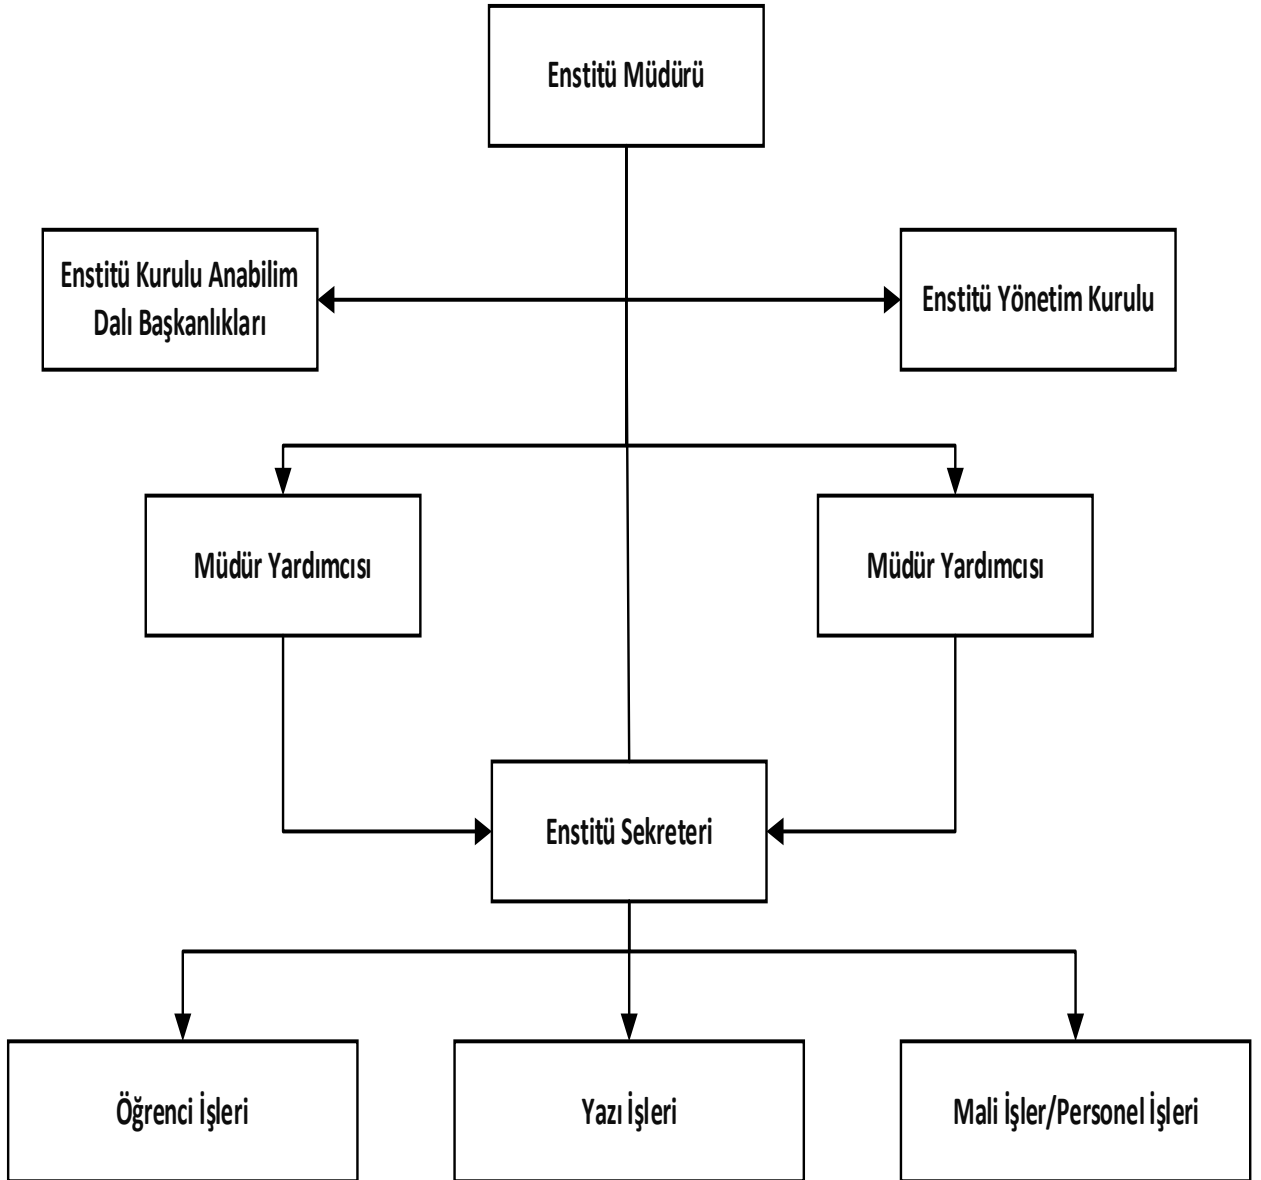 Enstitü Müdürü
Enstitü Kurulu Anabilim
Dalı Başkanlıkları
Enstitü Yönetim Kurulu
Müdür Yardımcısı
Müdür Yardımcısı
Enstitü Sekreteri
Öğrenci İşleri
Yazı İşleri
Mali İşler/Personel İşleri